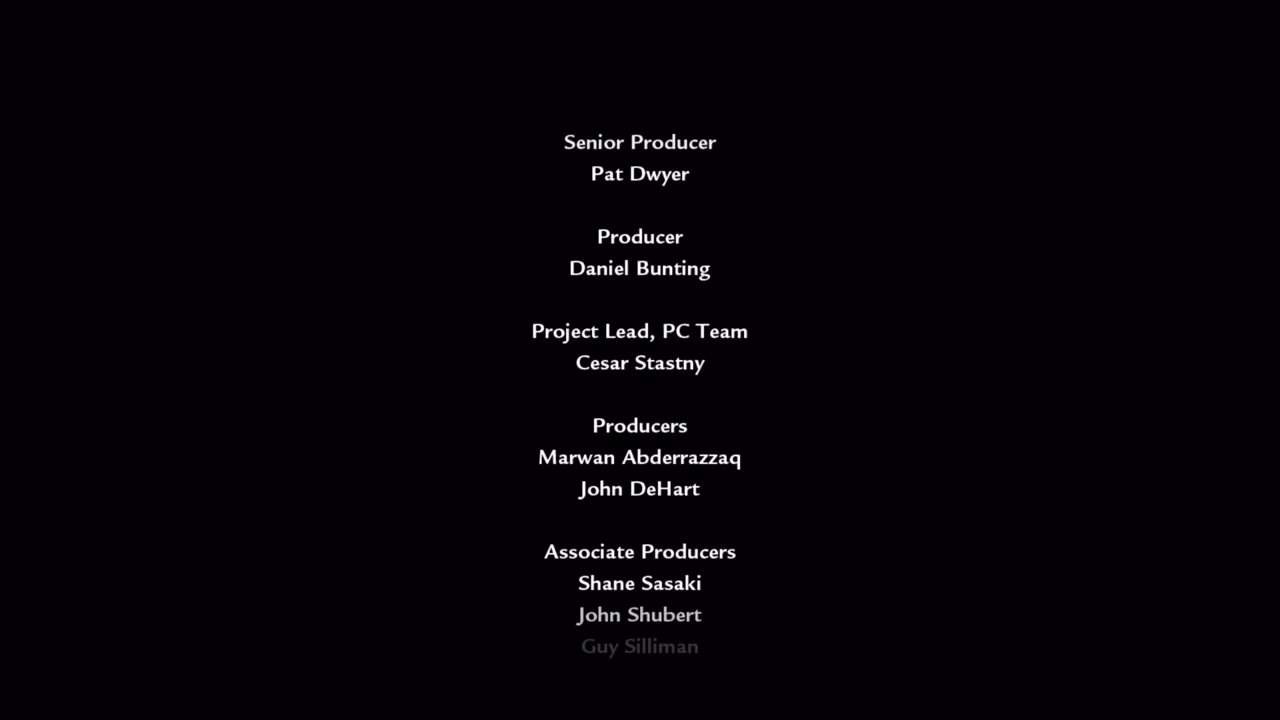 Senior Producer
Pat Dwyer
Producer
Daniel Bunting
Project Lead, PC Team
Cesar Stastny
Producers
Marwan Abderrazzaq
John DeHart
Associate Producers
Shane Sasaki
John Shubert
Guy Silliman